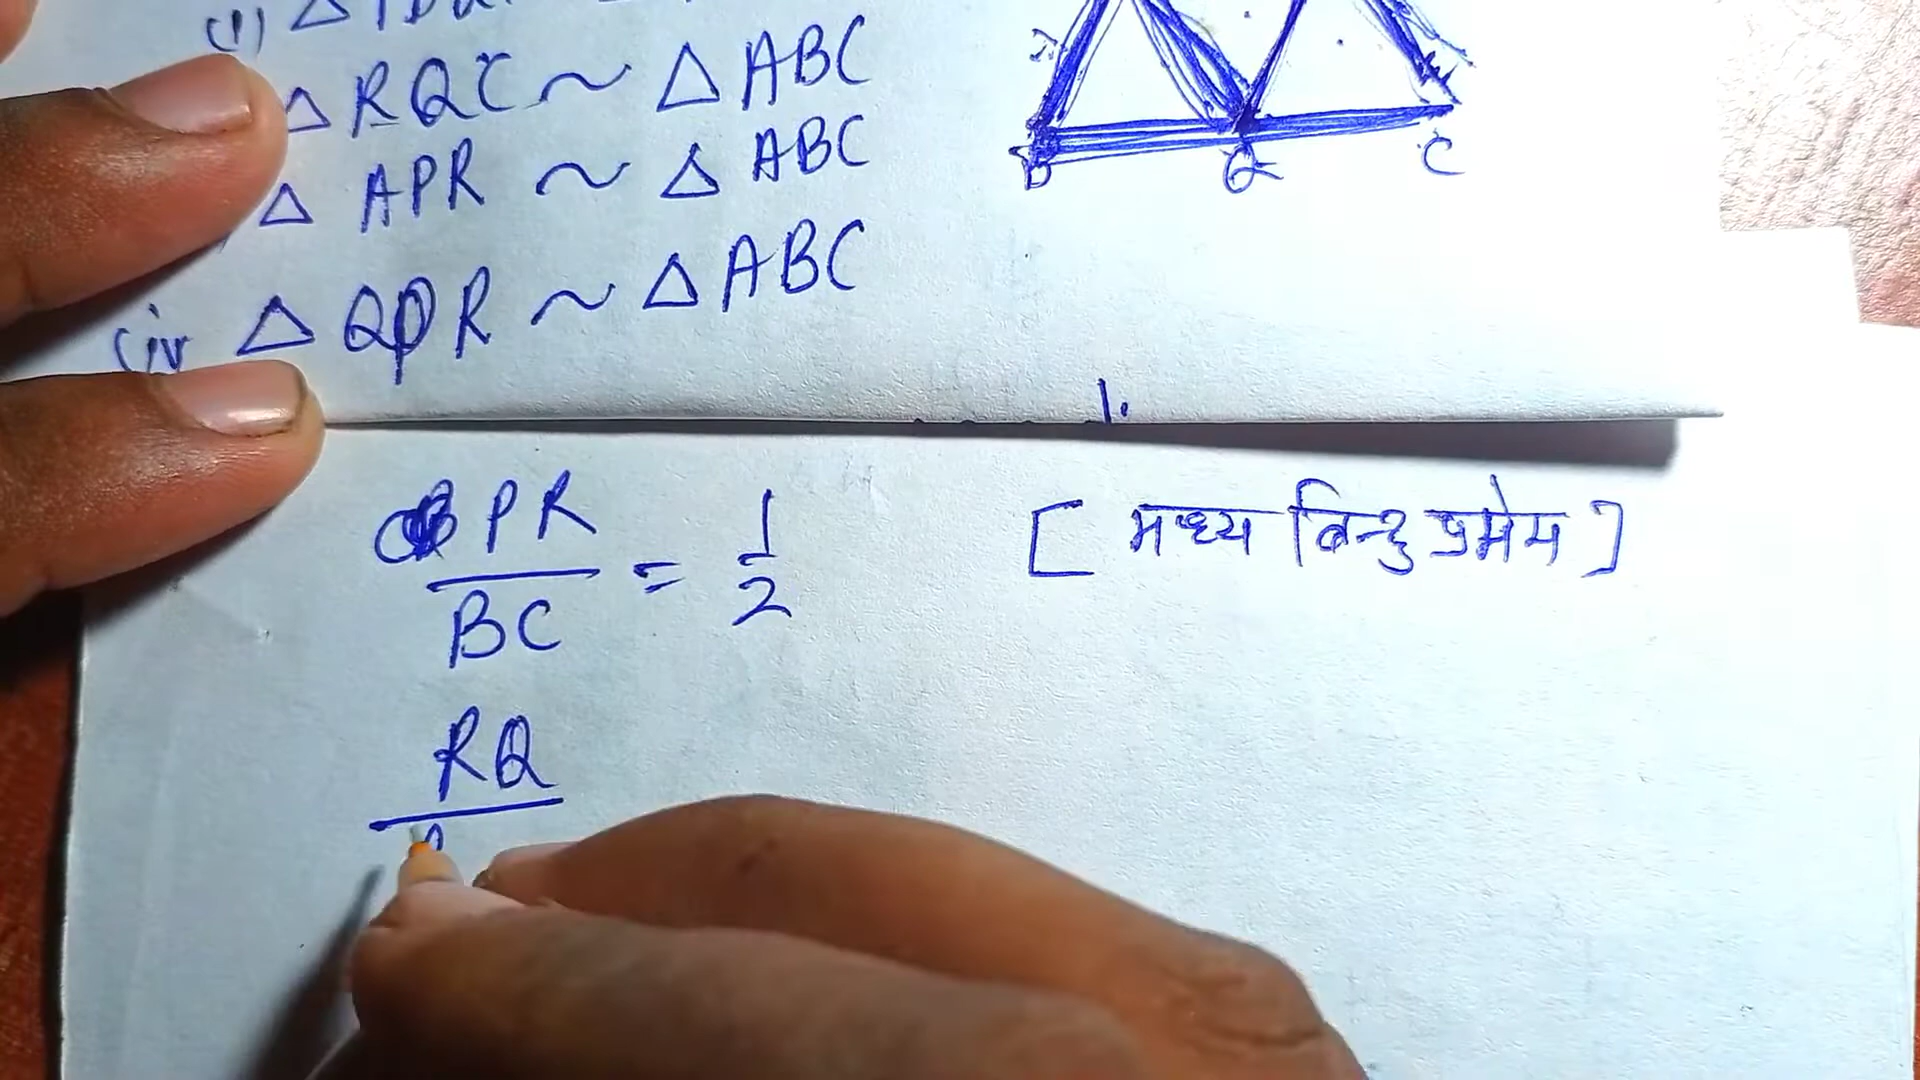 △ RQC ~ △ ABC
△ APR ~ △ ABC
(iv △ QPR ~ △ ABC
B Q C
PR/BC = 1/2 [मध्य बिन्दु प्रमेय]
RQ